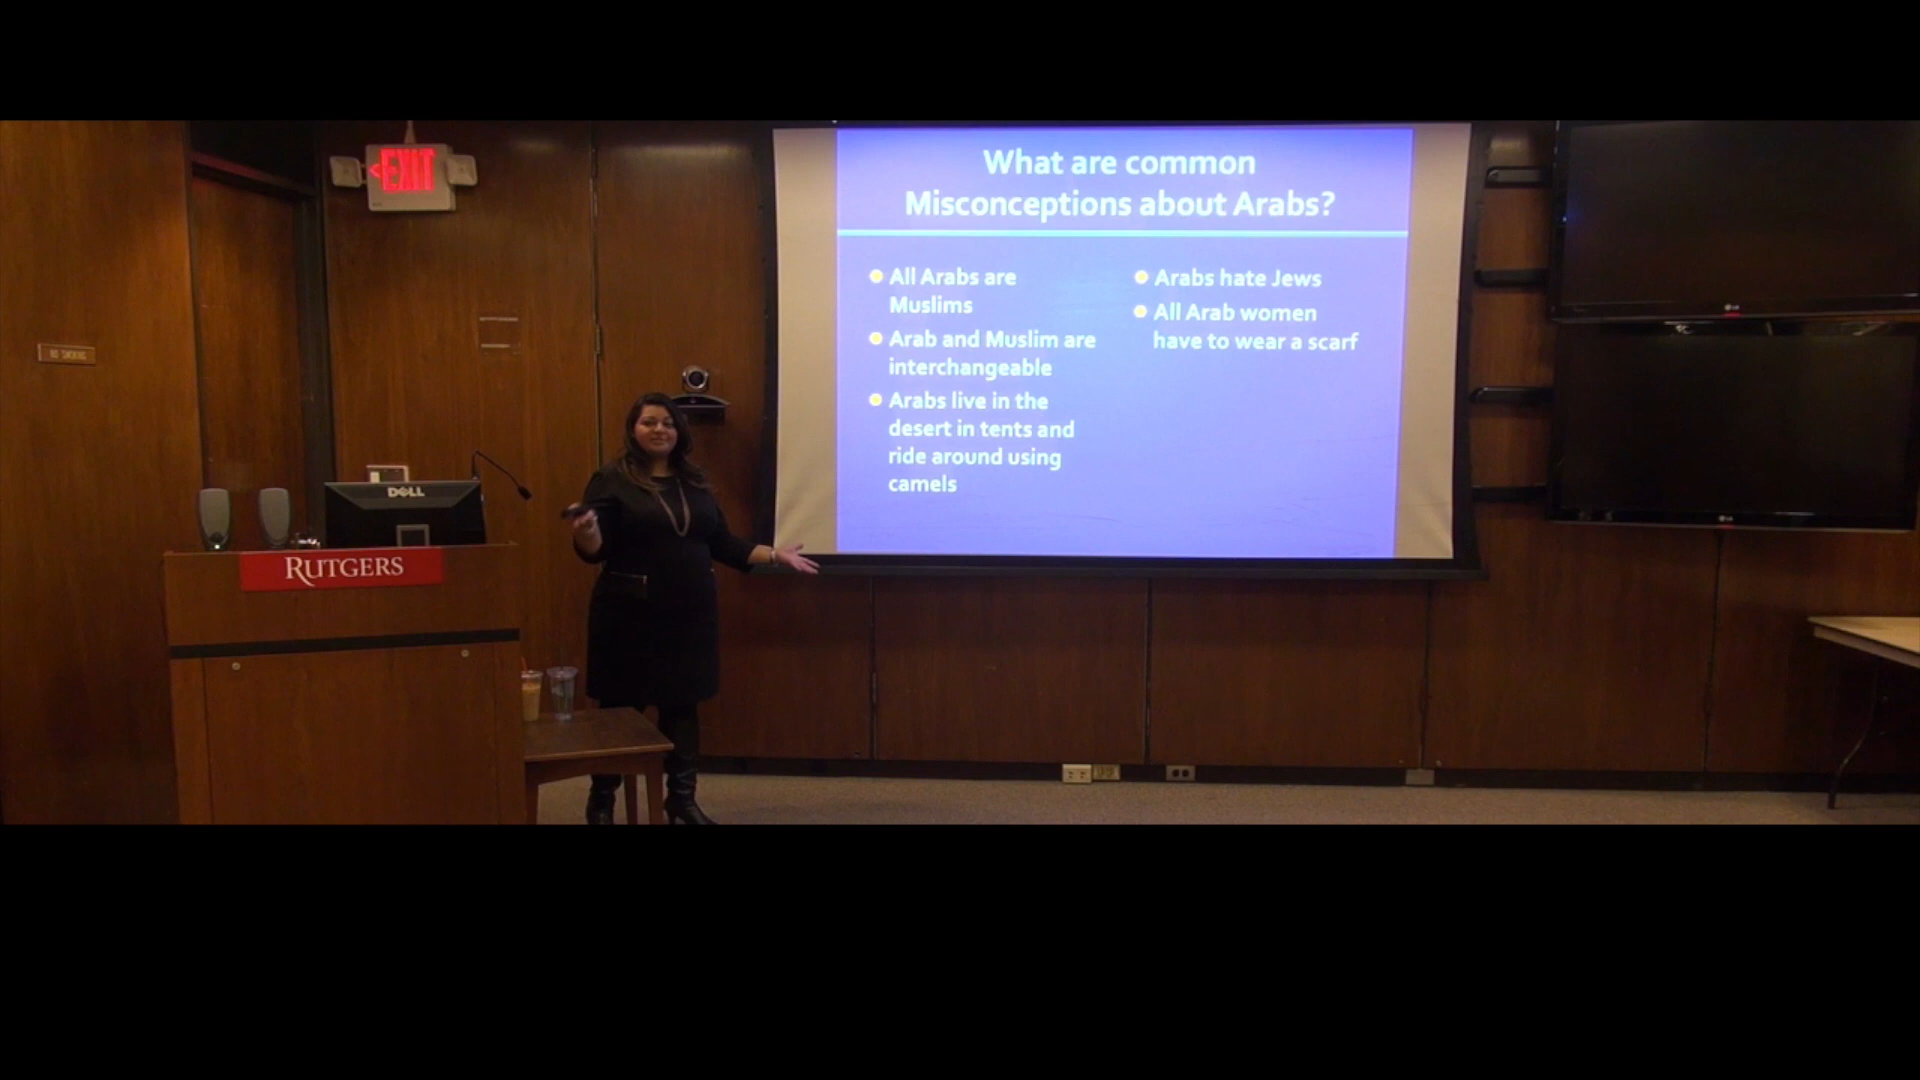 EXIT
What are common
Misconceptions about Arabs?
All Arabs are
Muslims
Arab and Muslim are
interchangeable
Arabs live in the
desert in tents and
ride around using
camels
Arabs hate Jews
All Arab women
have to wear a scarf
NO SMOKING
DELL
RUTGERS